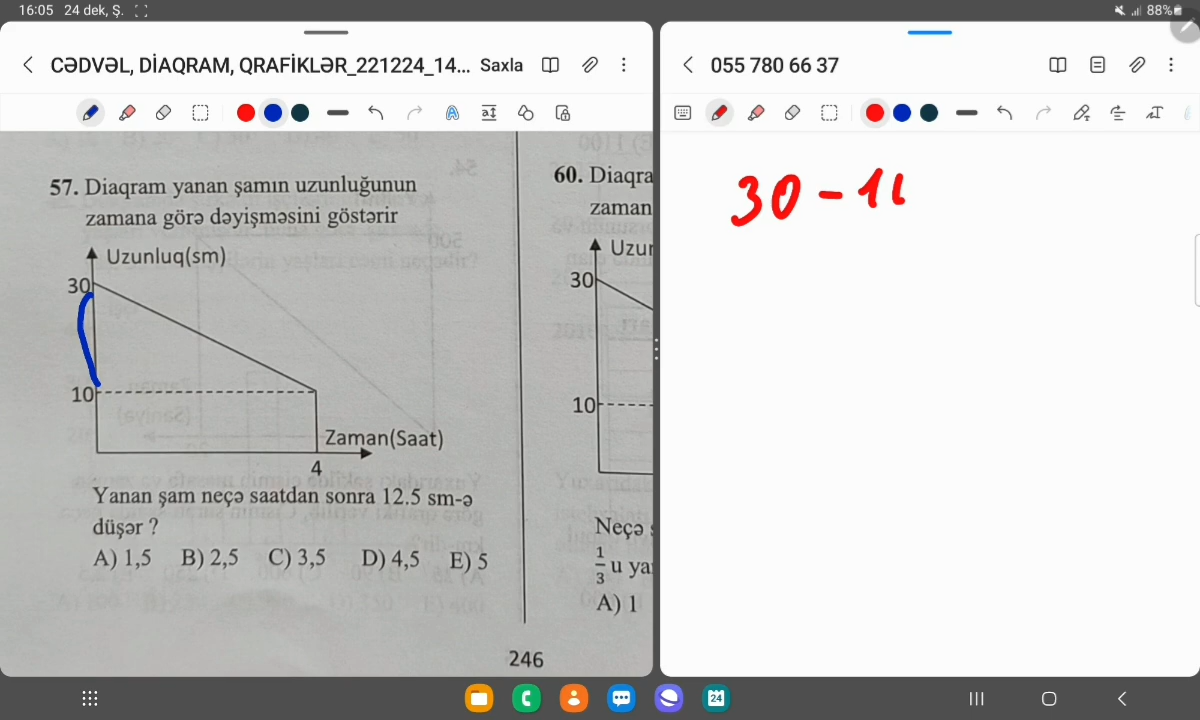 16:05 24 dek, Ş.
88%
CƏDVƏL, DİAQRAM, QRAFİKLƏR_221224_14... Saxla
57. Diaqram yanan şamın uzunluğunun
zamana görə dəyişməsini göstərir
Uzunluq(sm)
30
10
Zaman(Saat)
4
Yanan şam neçə saatdan sonra 12.5 sm-ə
düşər ?
A) 1,5 B) 2,5 C) 3,5 D) 4,5 E) 5
60. Diaqra
zaman
Uzur
30
10
Neçə
1/3 u ya
A) 1
246
055 780 66 37
30 - 1
24